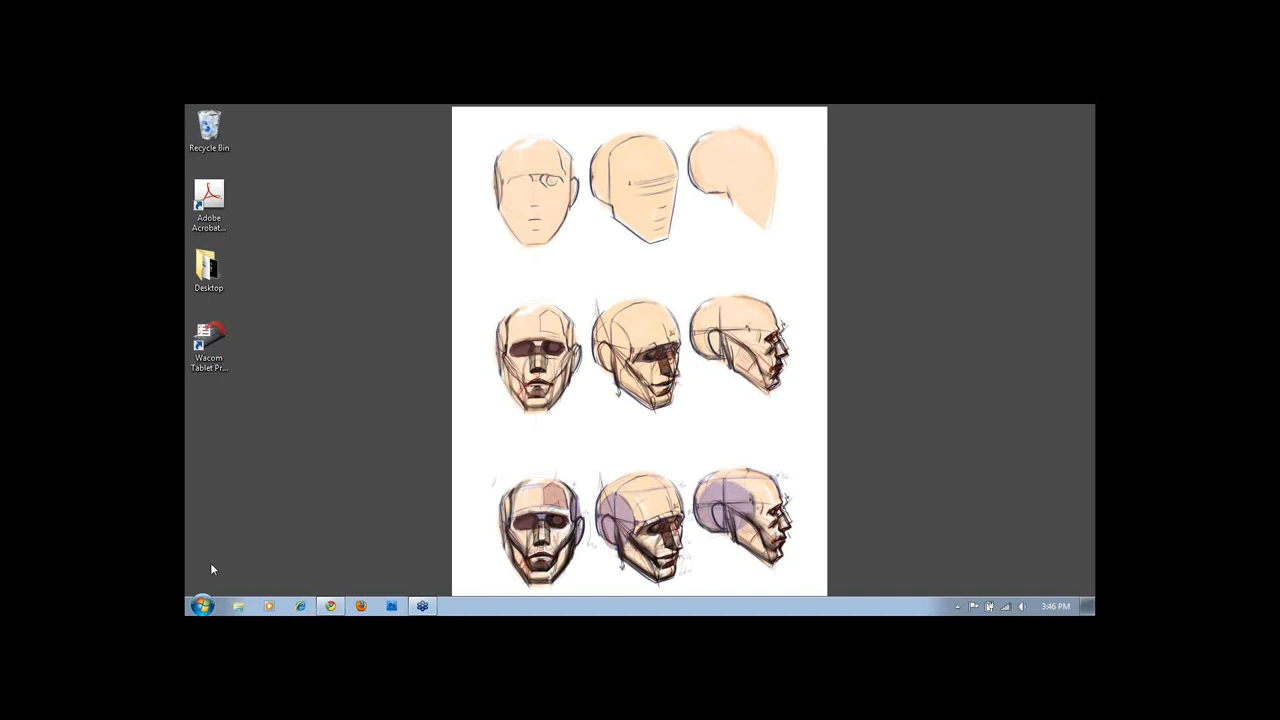 Recycle Bin
Adobe
Acrobat...
Desktop
Wacom
Tablet Pr...
3:46 PM